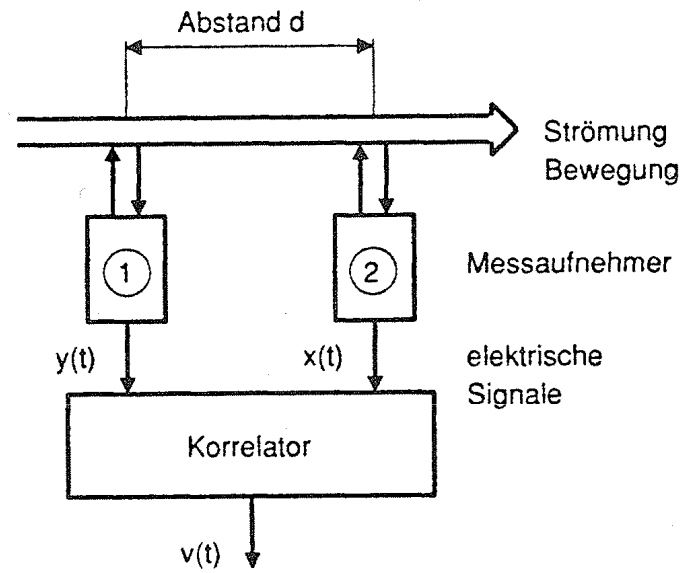 Abstand d
Strömung
Bewegung
1
2
Messaufnehmer
y(t)
x(t)
elektrische
Signale
Korrelator
v(t)